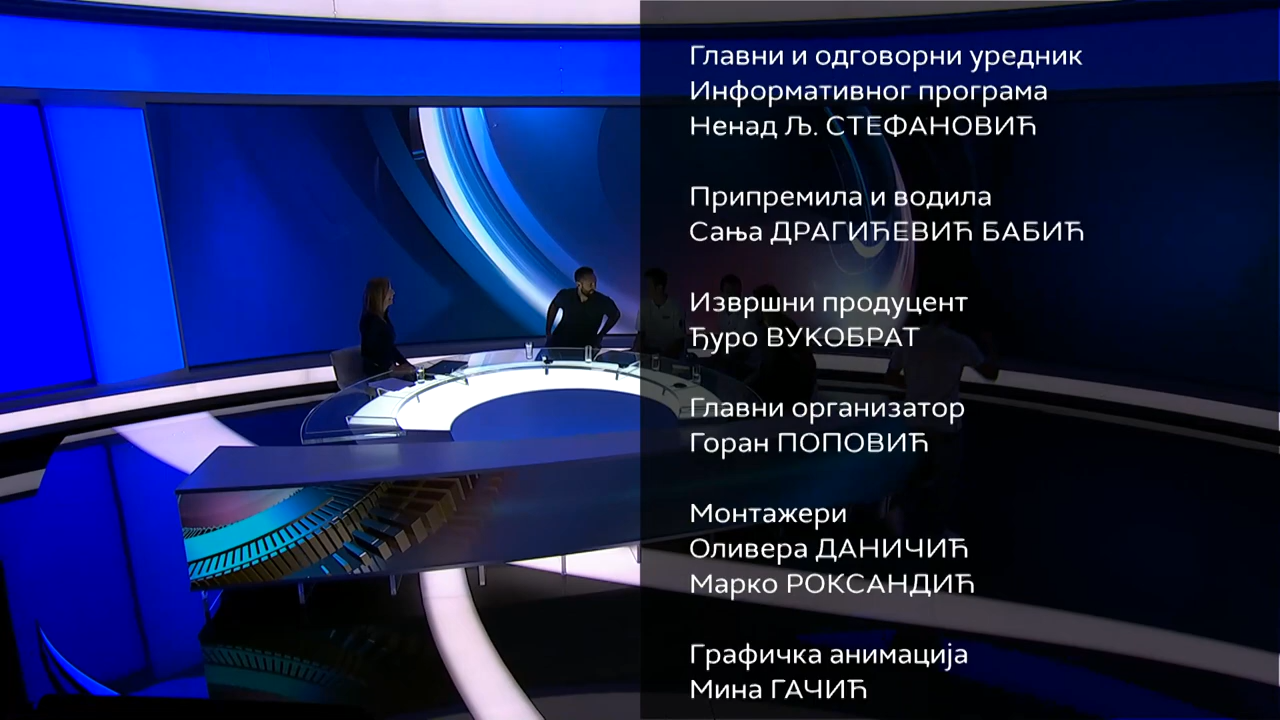 Главни и одговорни уредник
Информативног програма
Ненад Љ. СТЕФАНОВИЋ
Припремила и водила
Сања ДРАГИЋЕВИЋ БАБИЋ
Извршни продуцент
Ђуро ВУКОБРАТ
Главни организатор
Горан ПОПОВИЋ
Монтажери
Оливера ДАНИЧИЋ
Марко РОКСАНДИЋ
Графичка анимација
Мина ГАЧИЋ